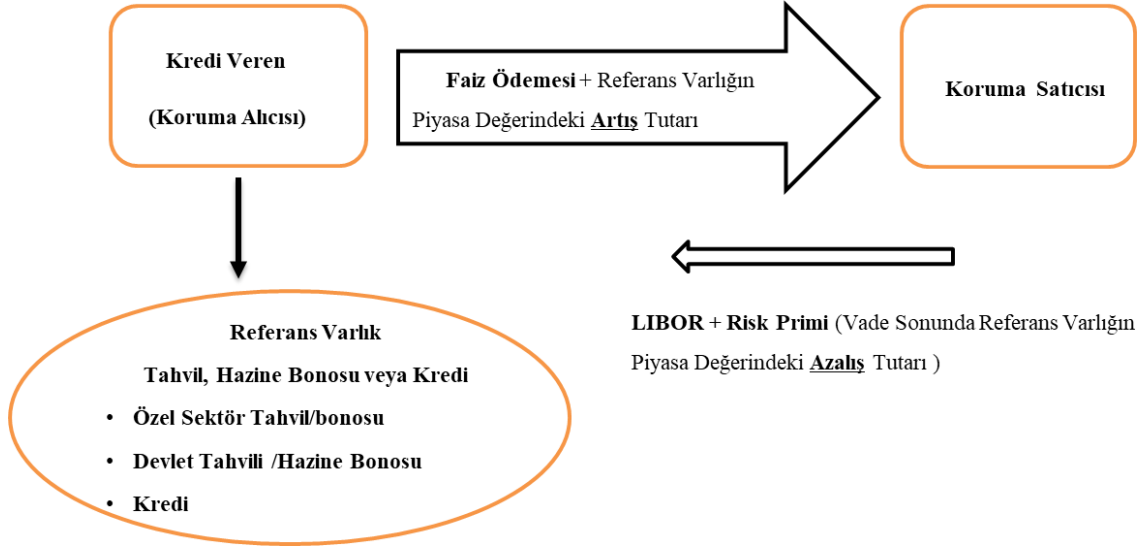 Kredi Veren
(Koruma Alıcısı)
Faiz Ödemesi + Referans Varlığın
Piyasa Değerindeki Artış Tutarı
Koruma Satıcısı
LIBOR + Risk Primi (Vade Sonunda Referans Varlığın
Piyasa Değerindeki Azalış Tutarı )
Referans Varlık
Tahvil, Hazine Bonosu veya Kredi
• Özel Sektör Tahvil/bonosu
• Devlet Tahvili /Hazine Bonosu
• Kredi